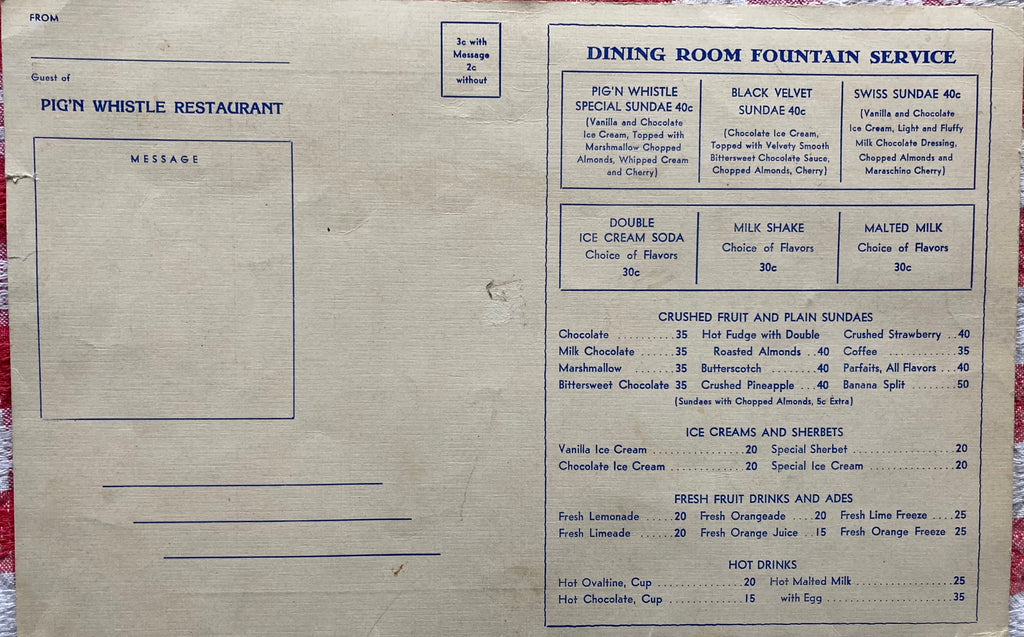 FROM
Guest of
PIG'N WHISTLE RESTAURANT
MESSAGE
3c with
Message
2c
without
DINING ROOM FOUNTAIN SERVICE
PIG'N WHISTLE
SPECIAL SUNDAE 40c
(Vanilla and Chocolate
Ice Cream, Topped with
Marshmallow Chopped
Almonds, Whipped Cream
and Cherry)
BLACK VELVET
SUNDAE 40c
(Chocolate Ice Cream,
Topped with Velvety Smooth
Bittersweet Chocolate Sauce,
Chopped Almonds, Cherry)
SWISS SUNDAE 40c
(Vanilla and Chocolate
Ice Cream, Light and Fluffy
Milk Chocolate Dressing,
Chopped Almonds and
Maraschino Cherry)
DOUBLE
ICE CREAM SODA
Choice of Flavors
30c
MILK SHAKE
Choice of Flavors
30c
MALTED MILK
Choice of Flavors
30c
CRUSHED FRUIT AND PLAIN SUNDAES
Chocolate .......... 35
Milk Chocolate ...... 35
Marshmallow ....... 35
Bittersweet Chocolate 35
Hot Fudge with Double
Roasted Almonds .. 40
Butterscotch ........ 40
Crushed Pineapple ... 40
Crushed Strawberry .. 40
Coffee ............ 35
Parfaits, All Flavors ... 40
Banana Split ........ 50
(Sundaes with Chopped Almonds, 5c Extra)
ICE CREAMS AND SHERBETS
Vanilla Ice Cream .............. 20
Chocolate Ice Cream ........... 20
Special Sherbet ................... 20
Special Ice Cream ................. 20
FRESH FRUIT DRINKS AND ADES
Fresh Lemonade ..... 20
Fresh Limeade ...... 20
Fresh Orangeade .... 20
Fresh Orange Juice .. 15
Fresh Lime Freeze .... 25
Fresh Orange Freeze 25
HOT DRINKS
Hot Ovaltine, Cup ............... 20
Hot Chocolate, Cup ............. 15
Hot Malted Milk .................. 25
with Egg ....................... 35